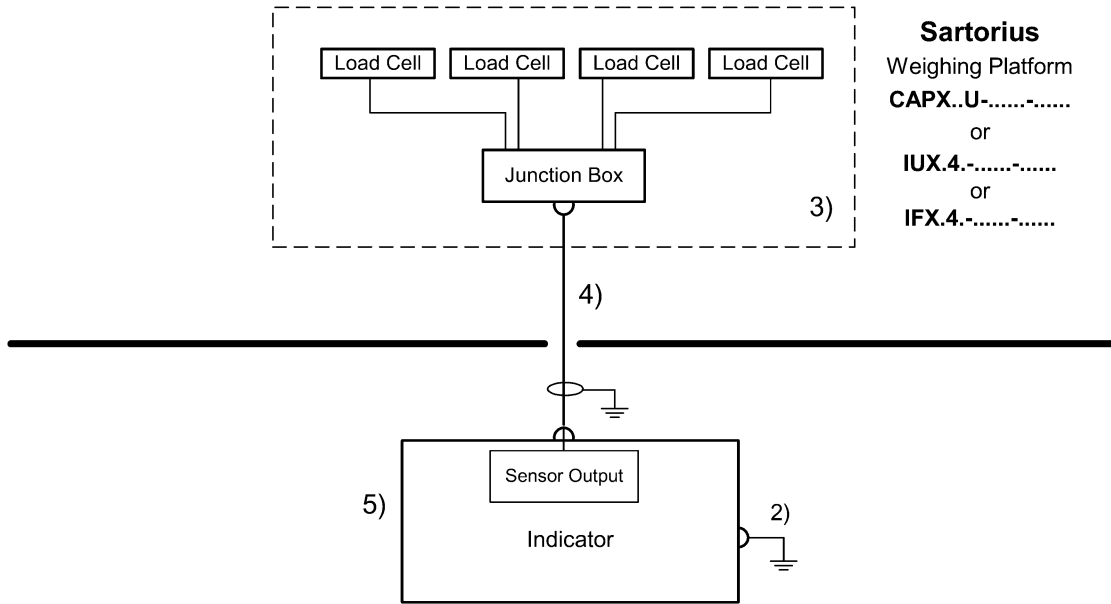 Sartorius
Load Cell Load Cell Load Cell Load Cell
Weighing Platform
CAPX..U-......-......
or
Junction Box
IUX.4.-......-......
or
3)
IFX.4.-......-......
4)
Sensor Output
5)
2)
Indicator